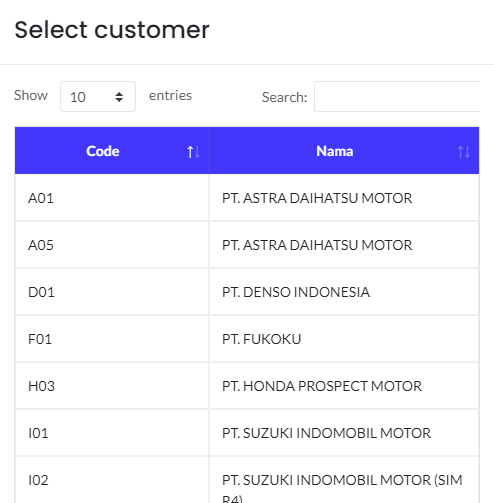 Select customer
Show 10 entries Search:
Code Nama
A01 PT. ASTRA DAIHATSU MOTOR
A05 PT. ASTRA DAIHATSU MOTOR
D01 PT. DENSO INDONESIA
F01 PT. FUKOKU
H03 PT. HONDA PROSPECT MOTOR
I01 PT. SUZUKI INDOMOBIL MOTOR
I02 PT. SUZUKI INDOMOBIL MOTOR (SIM
R4)